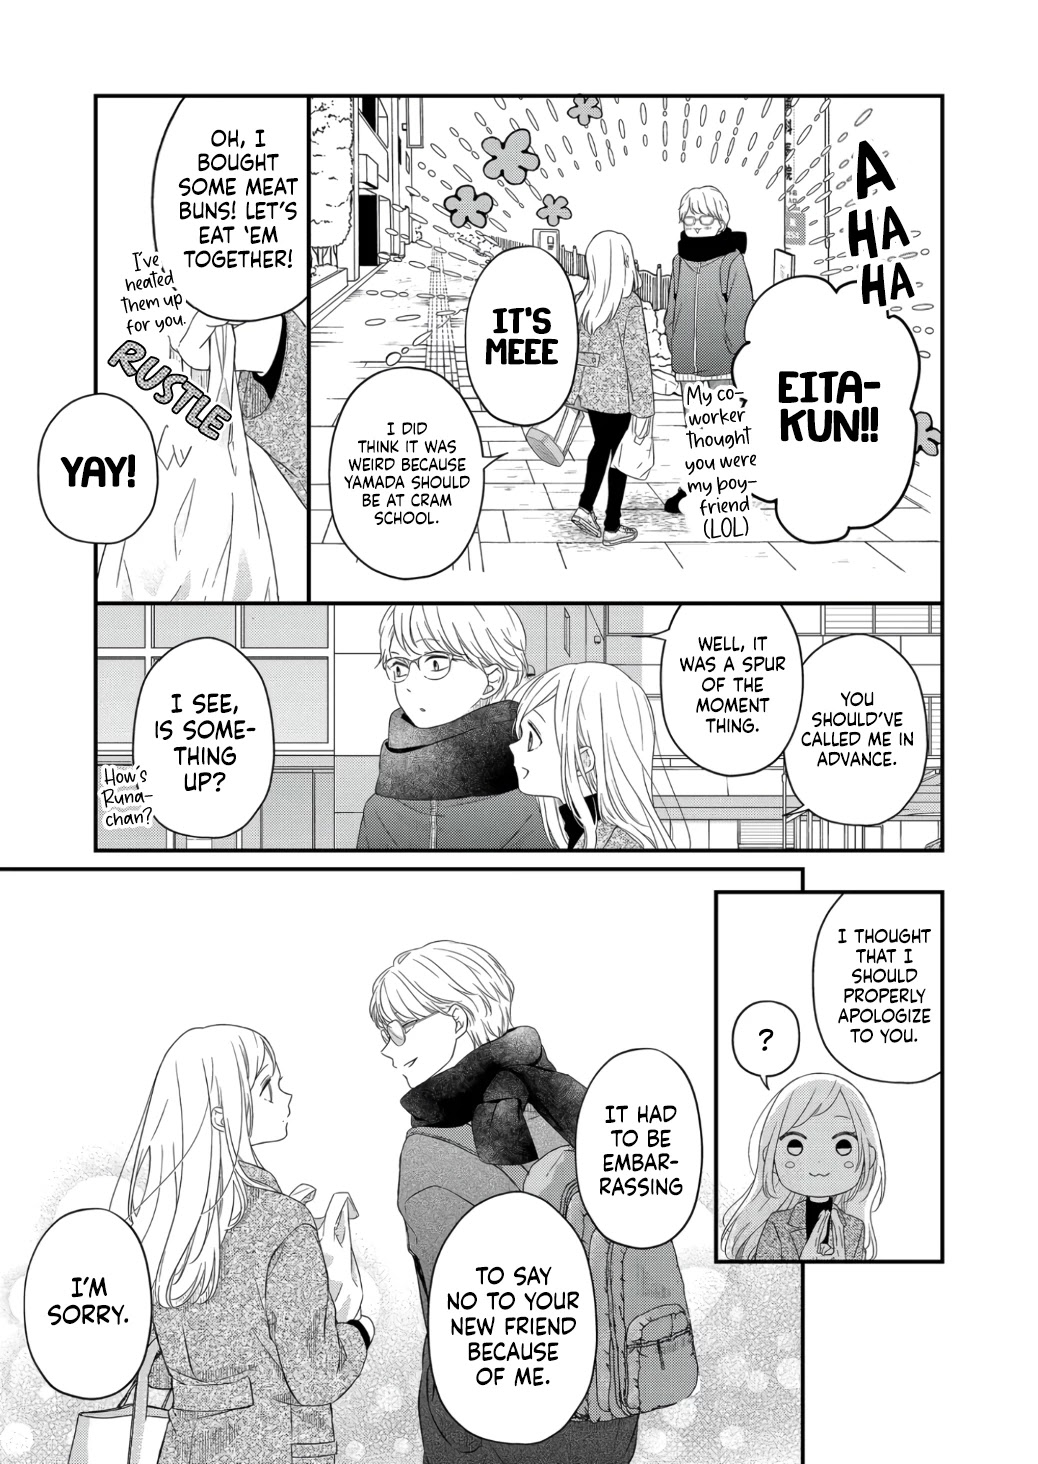 A
HA
HA
EITA-
KUN!!
My co-
worker
thought
you were
my boy-
friend
(LOL)
IT'S
MEEE
I DID
THINK IT WAS
WEIRD BECAUSE
YAMADA SHOULD
BE AT CRAM
SCHOOL.
OH, I
BOUGHT
SOME MEAT
BUNS! LET'S
EAT 'EM
TOGETHER!
I've
heated
them up
for you.
RUSTLE
YAY!
YOU
SHOULD'VE
CALLED ME IN
ADVANCE.
WELL, IT
WAS A SPUR
OF THE
MOMENT
THING.
I SEE,
IS SOME-
THING
UP?
How's
Runa-
chan?
I THOUGHT
THAT I
SHOULD
PROPERLY
APOLOGIZE
TO YOU.
?
IT HAD
TO BE
EMBAR-
RASSING
TO SAY
NO TO YOUR
NEW FRIEND
BECAUSE
OF ME.
I'M
SORRY.